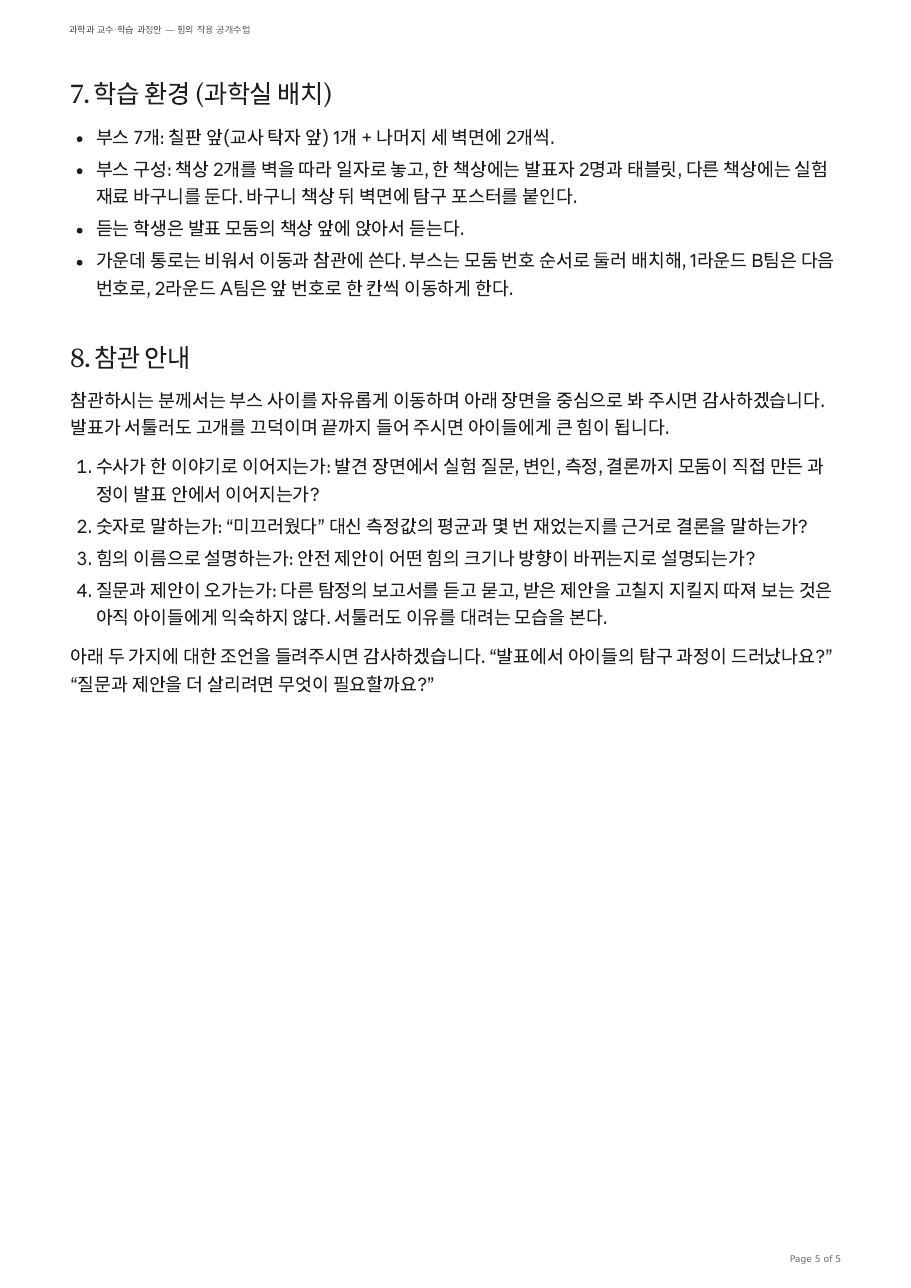 과학과 교수·학습 과정안 — 힘의 작용 공개수업
7. 학습 환경 (과학실 배치)
• 부스 7개: 칠판 앞(교사 탁자 앞) 1개 + 나머지 세 벽면에 2개씩.
• 부스 구성: 책상 2개를 벽을 따라 일자로 놓고, 한 책상에는 발표자 2명과 태블릿, 다른 책상에는 실험
재료 바구니를 둔다. 바구니 책상 뒤 벽면에 탐구 포스터를 붙인다.
• 듣는 학생은 발표 모둠의 책상 앞에 앉아서 듣는다.
• 가운데 통로는 비워서 이동과 참관에 쓴다. 부스는 모둠 번호 순서로 둘러 배치해, 1라운드 B팀은 다음
번호로, 2라운드 A팀은 앞 번호로 한 칸씩 이동하게 한다.
8. 참관 안내
참관하시는 분께서는 부스 사이를 자유롭게 이동하며 아래 장면을 중심으로 봐 주시면 감사하겠습니다.
발표가 서툴러도 고개를 끄덕이며 끝까지 들어 주시면 아이들에게 큰 힘이 됩니다.
1. 수사가 한 이야기로 이어지는가: 발견 장면에서 실험 질문, 변인, 측정, 결론까지 모둠이 직접 만든 과
정이 발표 안에서 이어지는가?
2. 숫자로 말하는가: “미끄러웠다” 대신 측정값의 평균과 몇 번 재었는지를 근거로 결론을 말하는가?
3. 힘의 이름으로 설명하는가: 안전 제안이 어떤 힘의 크기나 방향이 바뀌는지로 설명되는가?
4. 질문과 제안이 오가는가: 다른 탐정의 보고서를 듣고 묻고, 받은 제안을 고칠지 지킬지 따져 보는 것은
아직 아이들에게 익숙하지 않다. 서툴러도 이유를 대려는 모습을 본다.
아래 두 가지에 대한 조언을 들려주시면 감사하겠습니다. “발표에서 아이들의 탐구 과정이 드러났나요?”
“질문과 제안을 더 살리려면 무엇이 필요할까요?”
Page 5 of 5